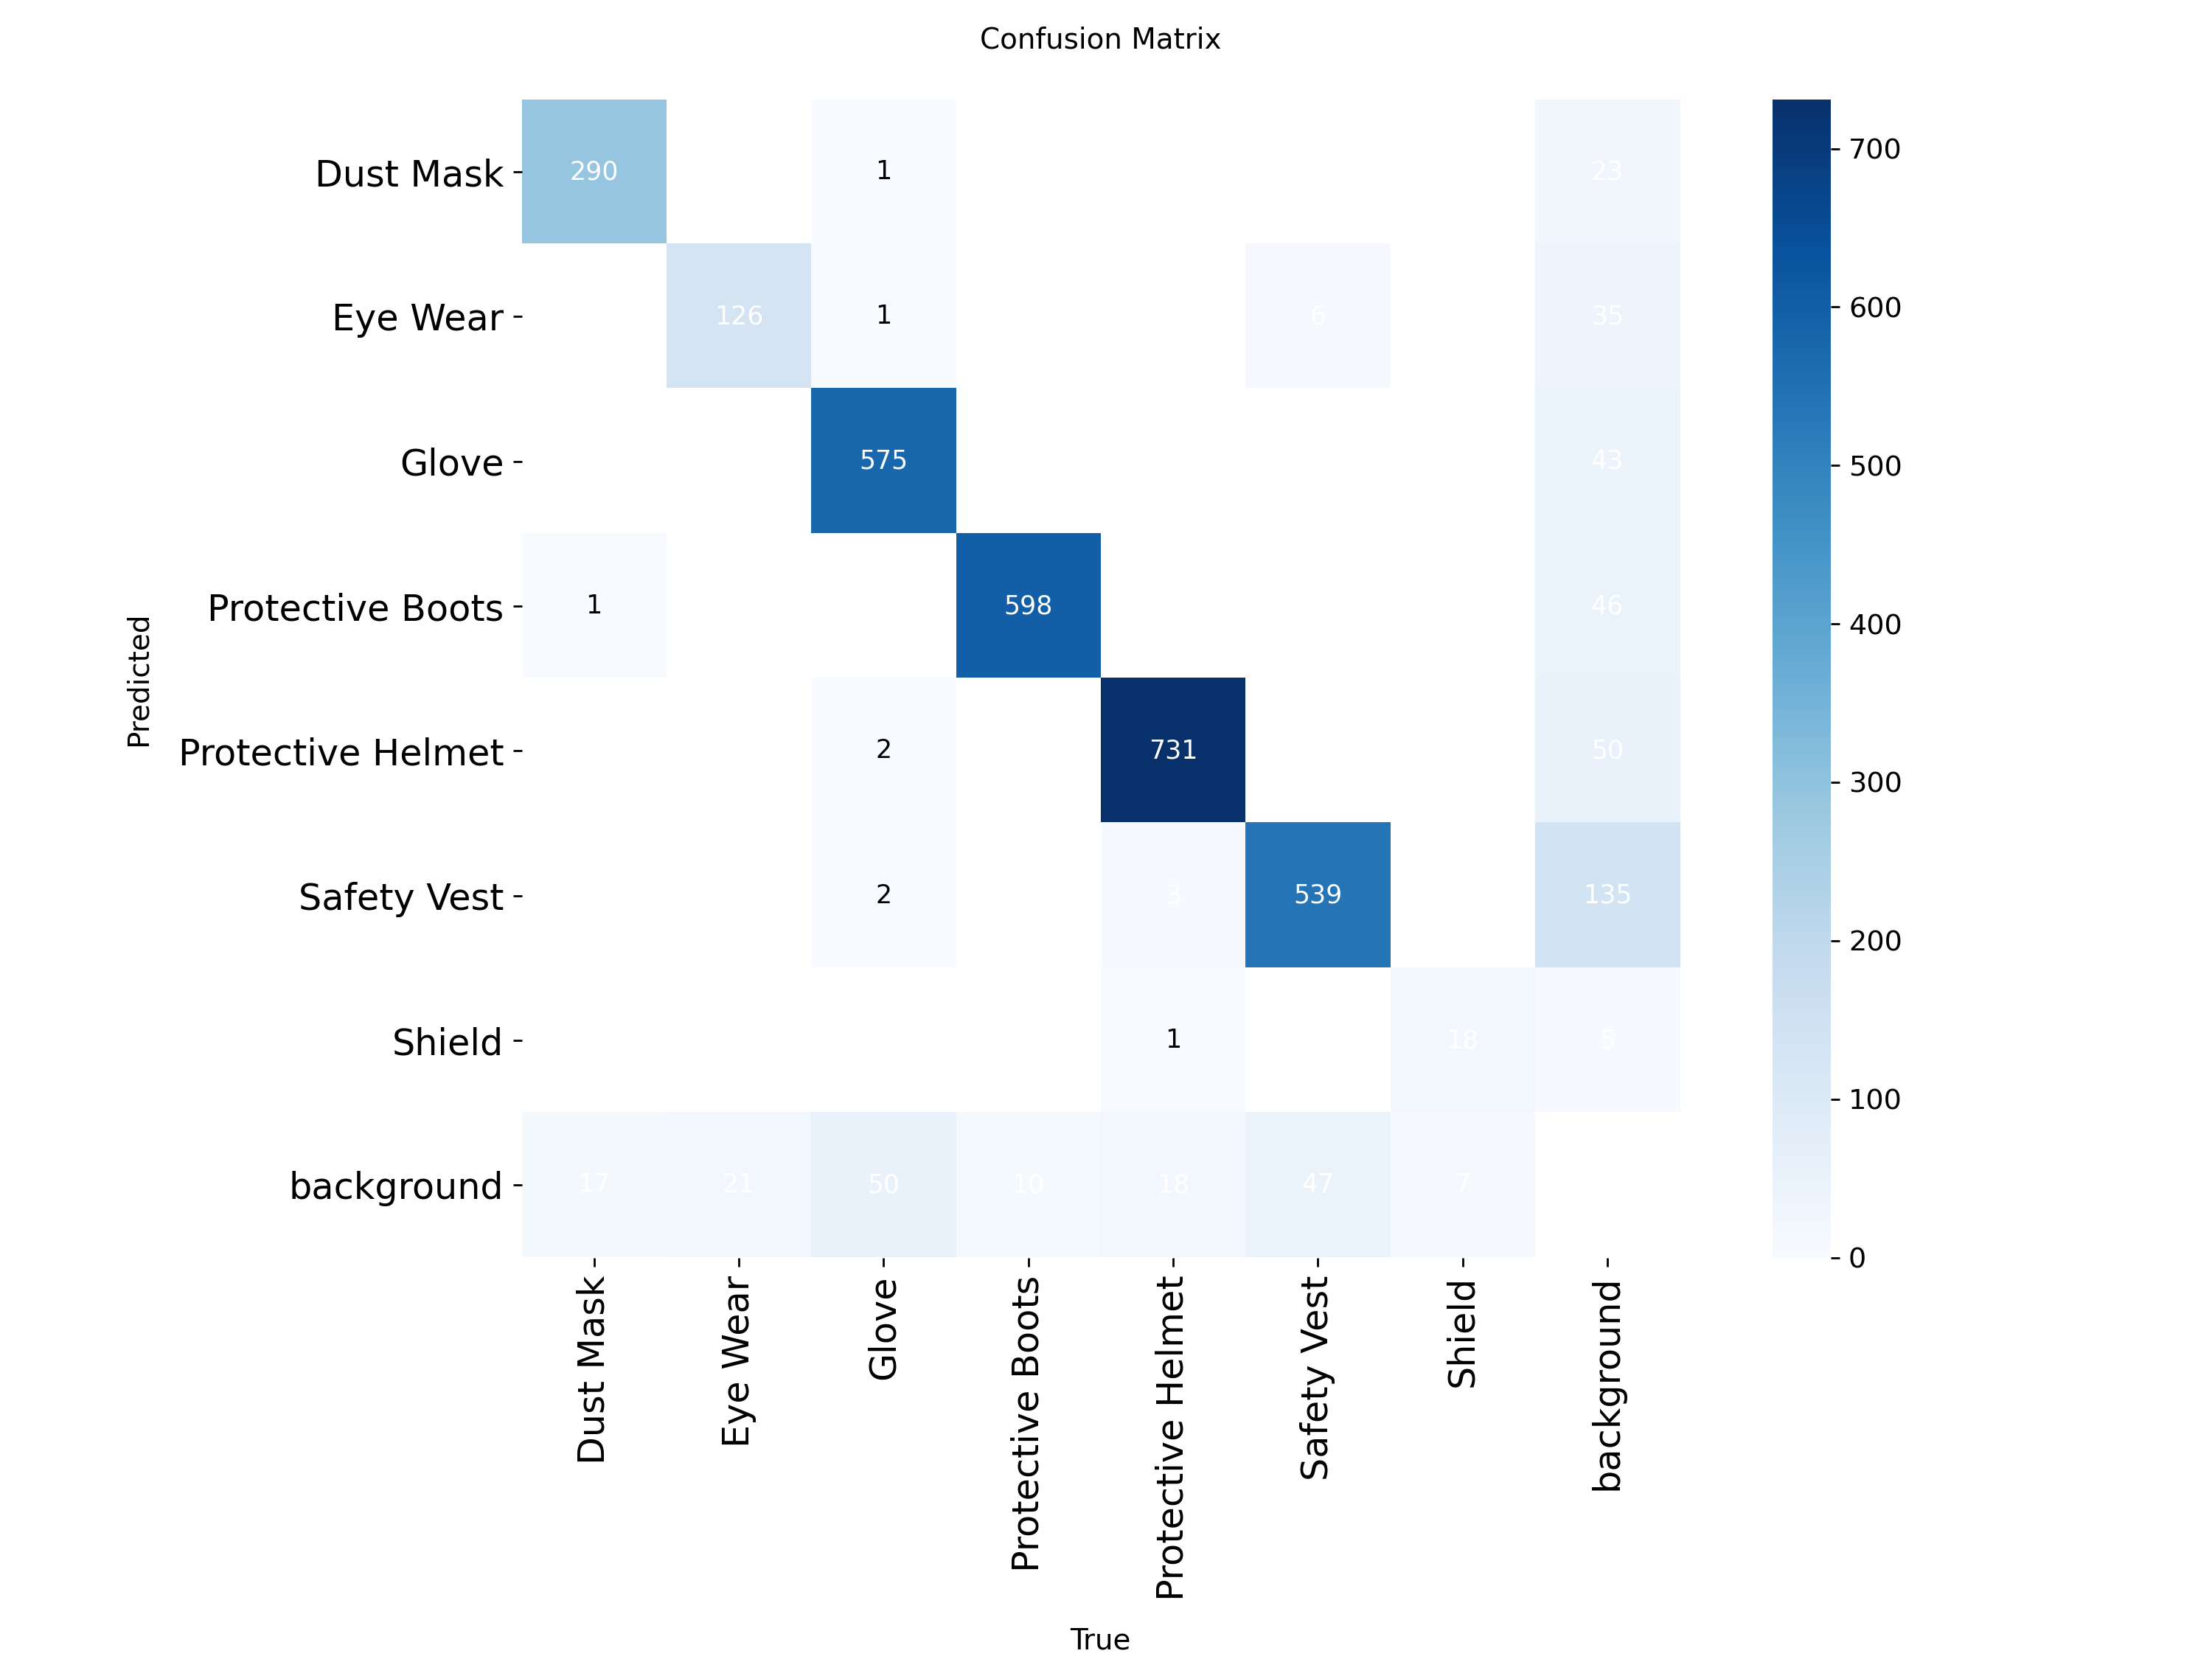 Confusion Matrix
Dust Mask 290 1 23
Eye Wear 126 1 6 35
Glove 575 43
Protective Boots 1 598 46
Protective Helmet 2 731 50
Safety Vest 2 3 539 135
Shield 1 18 5
background 17 21 50 10 18 47 7
Predicted
Dust Mask
Eye Wear
Glove
Protective Boots
Protective Helmet
Safety Vest
Shield
background
True
700
600
500
400
300
200
100
0